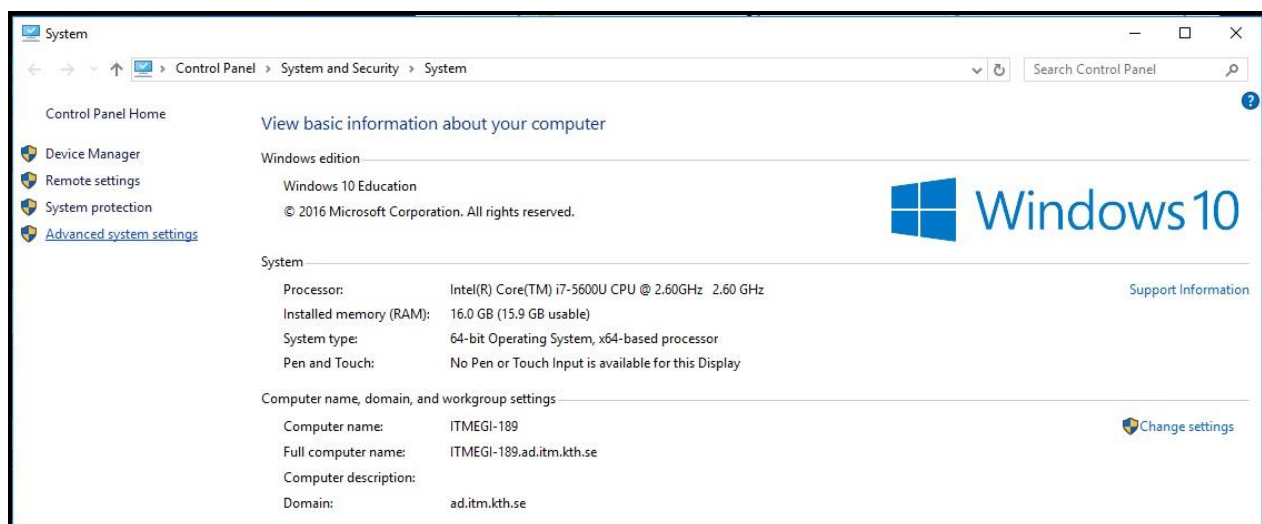 System
Control Panel > System and Security > System
Search Control Panel
?
Control Panel Home
Device Manager
Remote settings
System protection
Advanced system settings
View basic information about your computer
Windows edition
Windows 10 Education
© 2016 Microsoft Corporation. All rights reserved.
Windows 10
System
Processor: Intel(R) Core(TM) i7-5600U CPU @ 2.60GHz 2.60 GHz
Installed memory (RAM): 16.0 GB (15.9 GB usable)
System type: 64-bit Operating System, x64-based processor
Pen and Touch: No Pen or Touch Input is available for this Display
Support Information
Computer name, domain, and workgroup settings
Computer name: ITMEGI-189
Full computer name: ITMEGI-189.ad.itm.kth.se
Computer description:
Domain: ad.itm.kth.se
Change settings